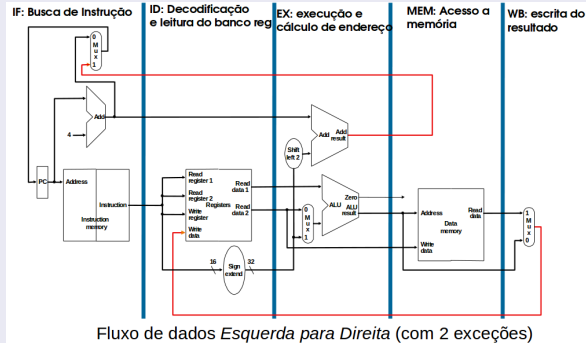 IF: Busca de Instrução
ID: Decodificação
e leitura do banco reg
EX: execução e
cálculo de endereço
MEM: Acesso a
memória
WB: escrita do
resultado
0
M
u
x
1
Add
4
PC
Address
Instruction
Instruction
memory
Read
register 1
Read
register 2
Registers
Write
register
Write
data
Read
data 1
Read
data 2
16
Sign
extend
32
Shift
left 2
Add
Add
result
0
M
u
x
1
Zero
ALU
ALU
result
Address
Read
data
Data
memory
Write
data
1
M
u
x
0
Fluxo de dados Esquerda para Direita (com 2 exceções)